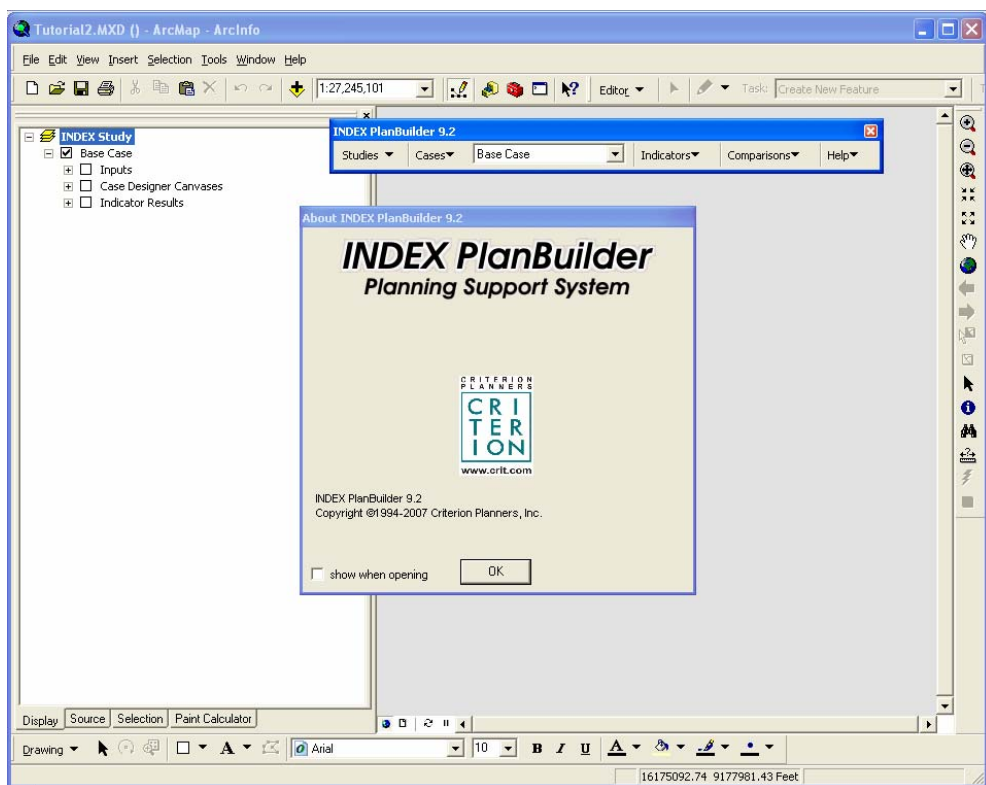 Tutorial2.MXD () - ArcMap - ArcInfo
File Edit View Insert Selection Tools Window Help
1:27,245,101 Editor Task: Create New Feature
INDEX Study
Base Case
Inputs
Case Designer Canvases
Indicator Results
INDEX PlanBuilder 9.2
Studies Cases Base Case Indicators Comparisons Help
About INDEX PlanBuilder 9.2
INDEX PlanBuilder
Planning Support System
CRITERION
PLANNERS
CRI
TER
ION
www.crit.com
INDEX PlanBuilder 9.2
Copyright ©1994-2007 Criterion Planners, Inc.
show when opening OK
Display Source Selection Paint Calculator
Drawing A Arial 10 B I U A
16175092.74 9177981.43 Feet